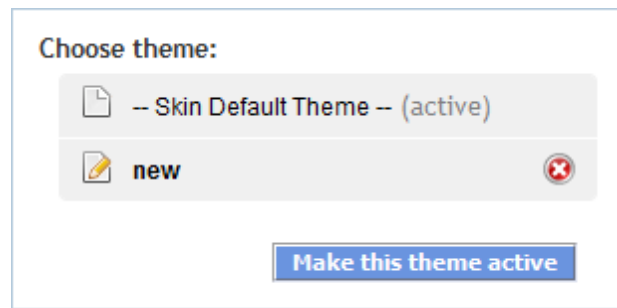 Choose theme:
-- Skin Default Theme -- (active)
new
Make this theme active